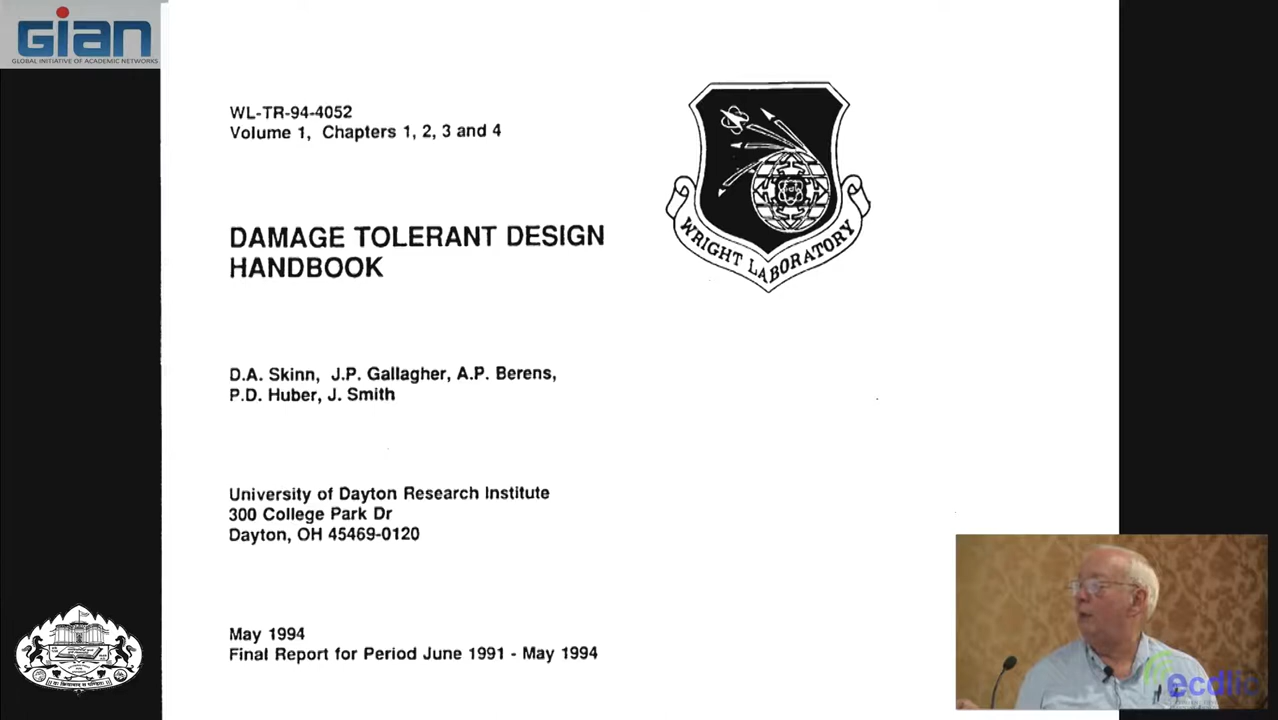 GIAN
GLOBAL INITIATIVE OF ACADEMIC NETWORKS
WL-TR-94-4052
Volume 1, Chapters 1, 2, 3 and 4
WRIGHT LABORATORY
DAMAGE TOLERANT DESIGN
HANDBOOK
D.A. Skinn, J.P. Gallagher, A.P. Berens,
P.D. Huber, J. Smith
University of Dayton Research Institute
300 College Park Dr
Dayton, OH 45469-0120
May 1994
Final Report for Period June 1991 - May 1994
ecdlic